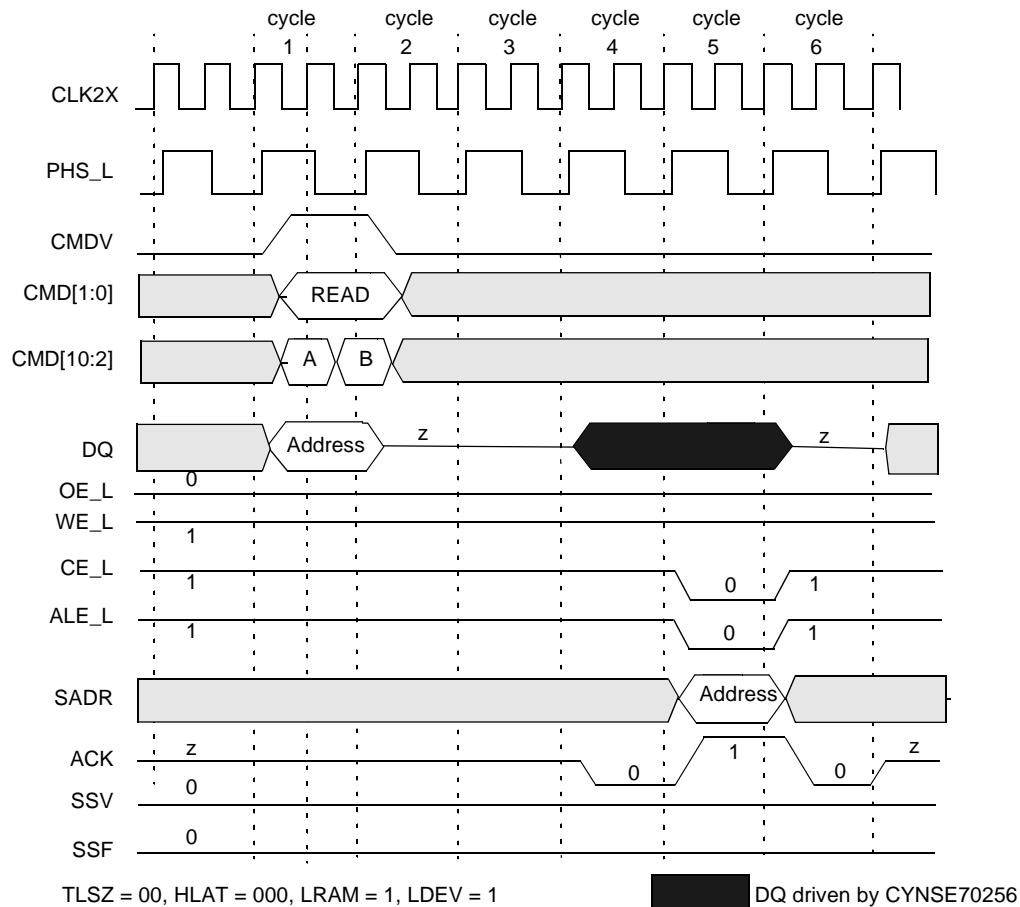 cycle cycle cycle cycle cycle cycle
1 2 3 4 5 6
CLK2X
PHS_L
CMDV
CMD[1:0] READ
CMD[10:2] A B
DQ Address z z
OE_L 0
WE_L 1
CE_L 1 0 1
ALE_L 1 0 1
SADR Address
ACK z 0 1 0 z
SSV 0
SSF 0
TLSZ = 00, HLAT = 000, LRAM = 1, LDEV = 1 DQ driven by CYNSE70256